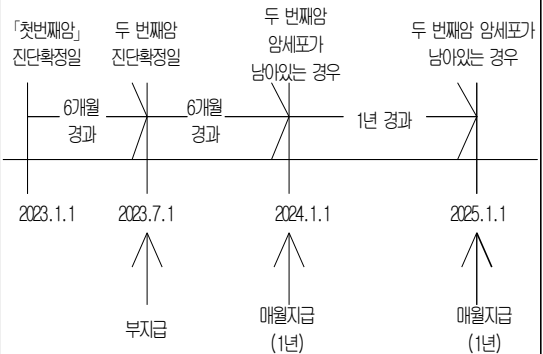 「첫번째암」
진단확정일
두 번째암
진단확정일
두 번째암
암세포가
남아있는 경우
두 번째암 암세포가
남아있는 경우
6개월
경과
6개월
경과
1년 경과
2023.1.1
2023.7.1
2024.1.1
2025.1.1
부지급
매월지급
(1년)
매월지급
(1년)